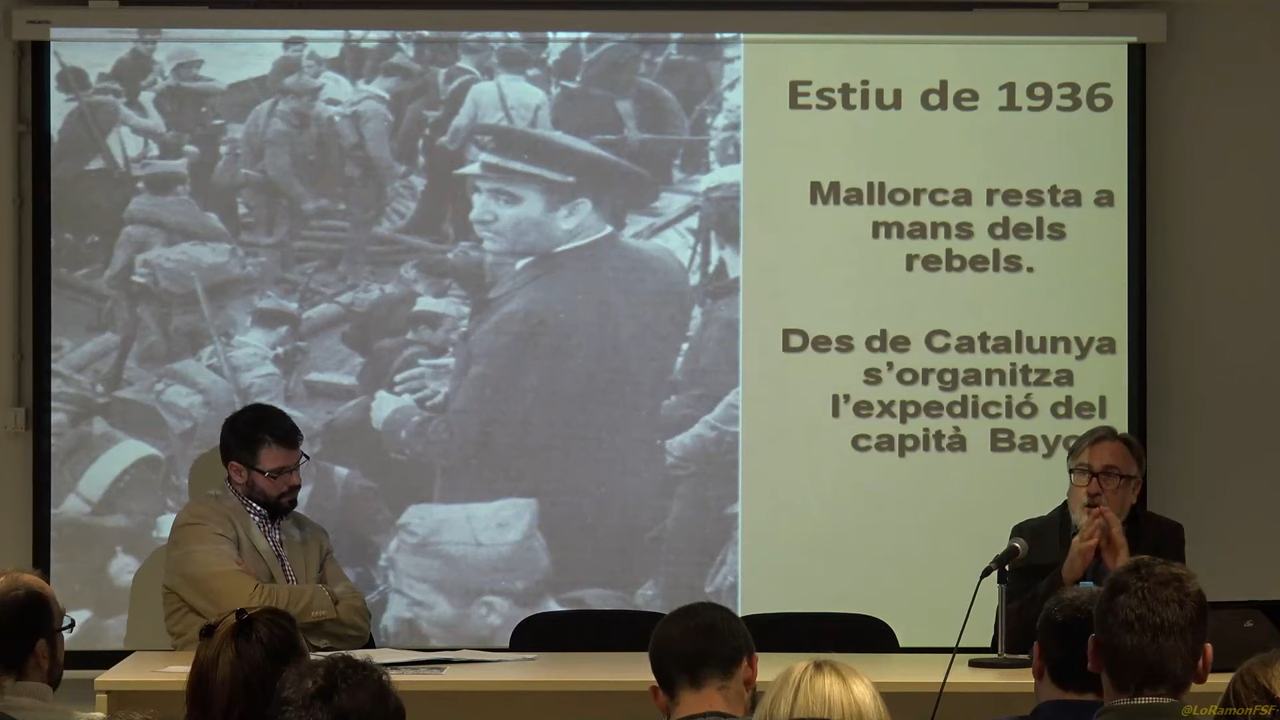 Estiu de 1936
Mallorca resta a
mans dels
rebels.
Des de Catalunya
s'organitza
l'expedició del
capità
@LoRamonFSF